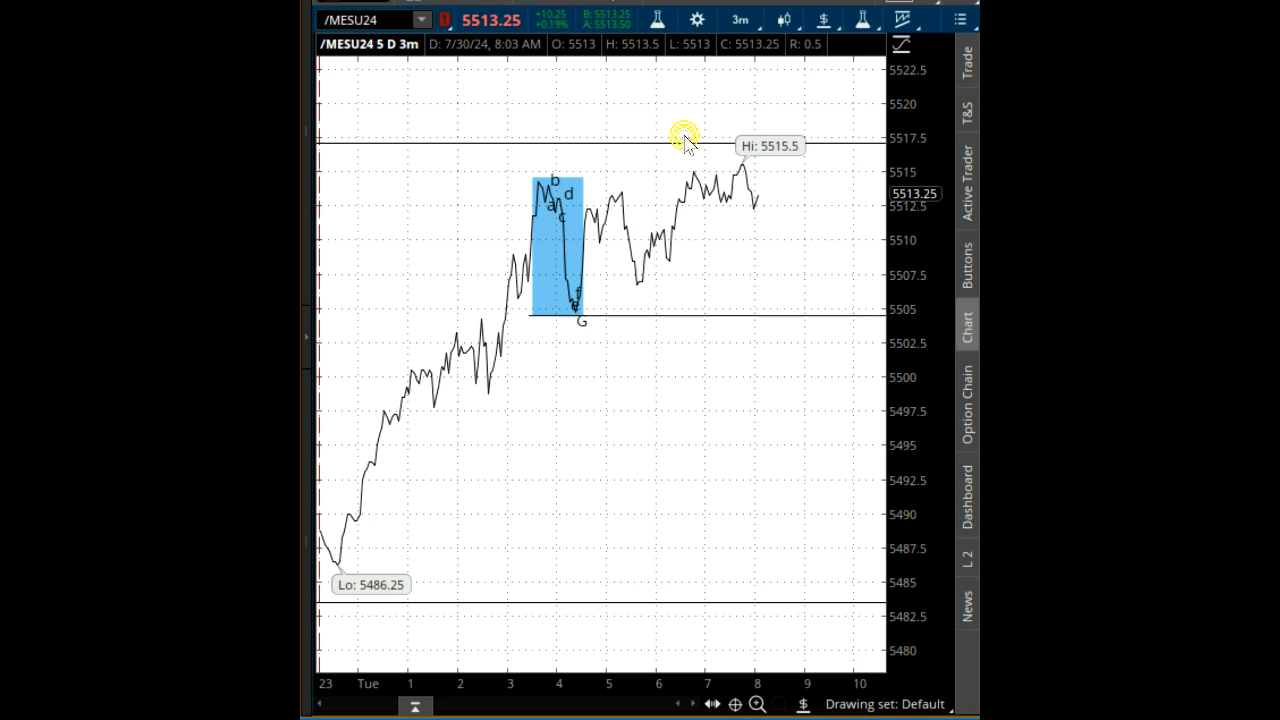 /MESU24 5513.25 +10.25 +0.19% B: 5513.25 A: 5513.50 3m $
/MESU24 5 D 3m D: 7/30/24, 8:03 AM O: 5513 H: 5513.5 L: 5513 C: 5513.25 R: 0.5
5522.5
5520
5517.5
Hi: 5515.5
5515
5513.25
5512.5
5510
5507.5
5505
5502.5
5500
5497.5
5495
5492.5
5490
5487.5
5485
5482.5
5480
b
d
a
c
f
e
G
Lo: 5486.25
23 Tue 1 2 3 4 5 6 7 8 9 10
$ Drawing set: Default
Trade
T&S
Active Trader
Buttons
Chart
Option Chain
Dashboard
L 2
News